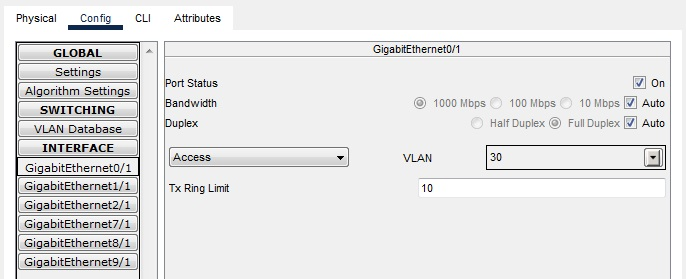 Physical Config CLI Attributes
GLOBAL
Settings
Algorithm Settings
SWITCHING
VLAN Database
INTERFACE
GigabitEthernet0/1
GigabitEthernet1/1
GigabitEthernet2/1
GigabitEthernet7/1
GigabitEthernet8/1
GigabitEthernet9/1
GigabitEthernet0/1
Port Status On
Bandwidth 1000 Mbps 100 Mbps 10 Mbps Auto
Duplex Half Duplex Full Duplex Auto
Access VLAN 30
Tx Ring Limit 10